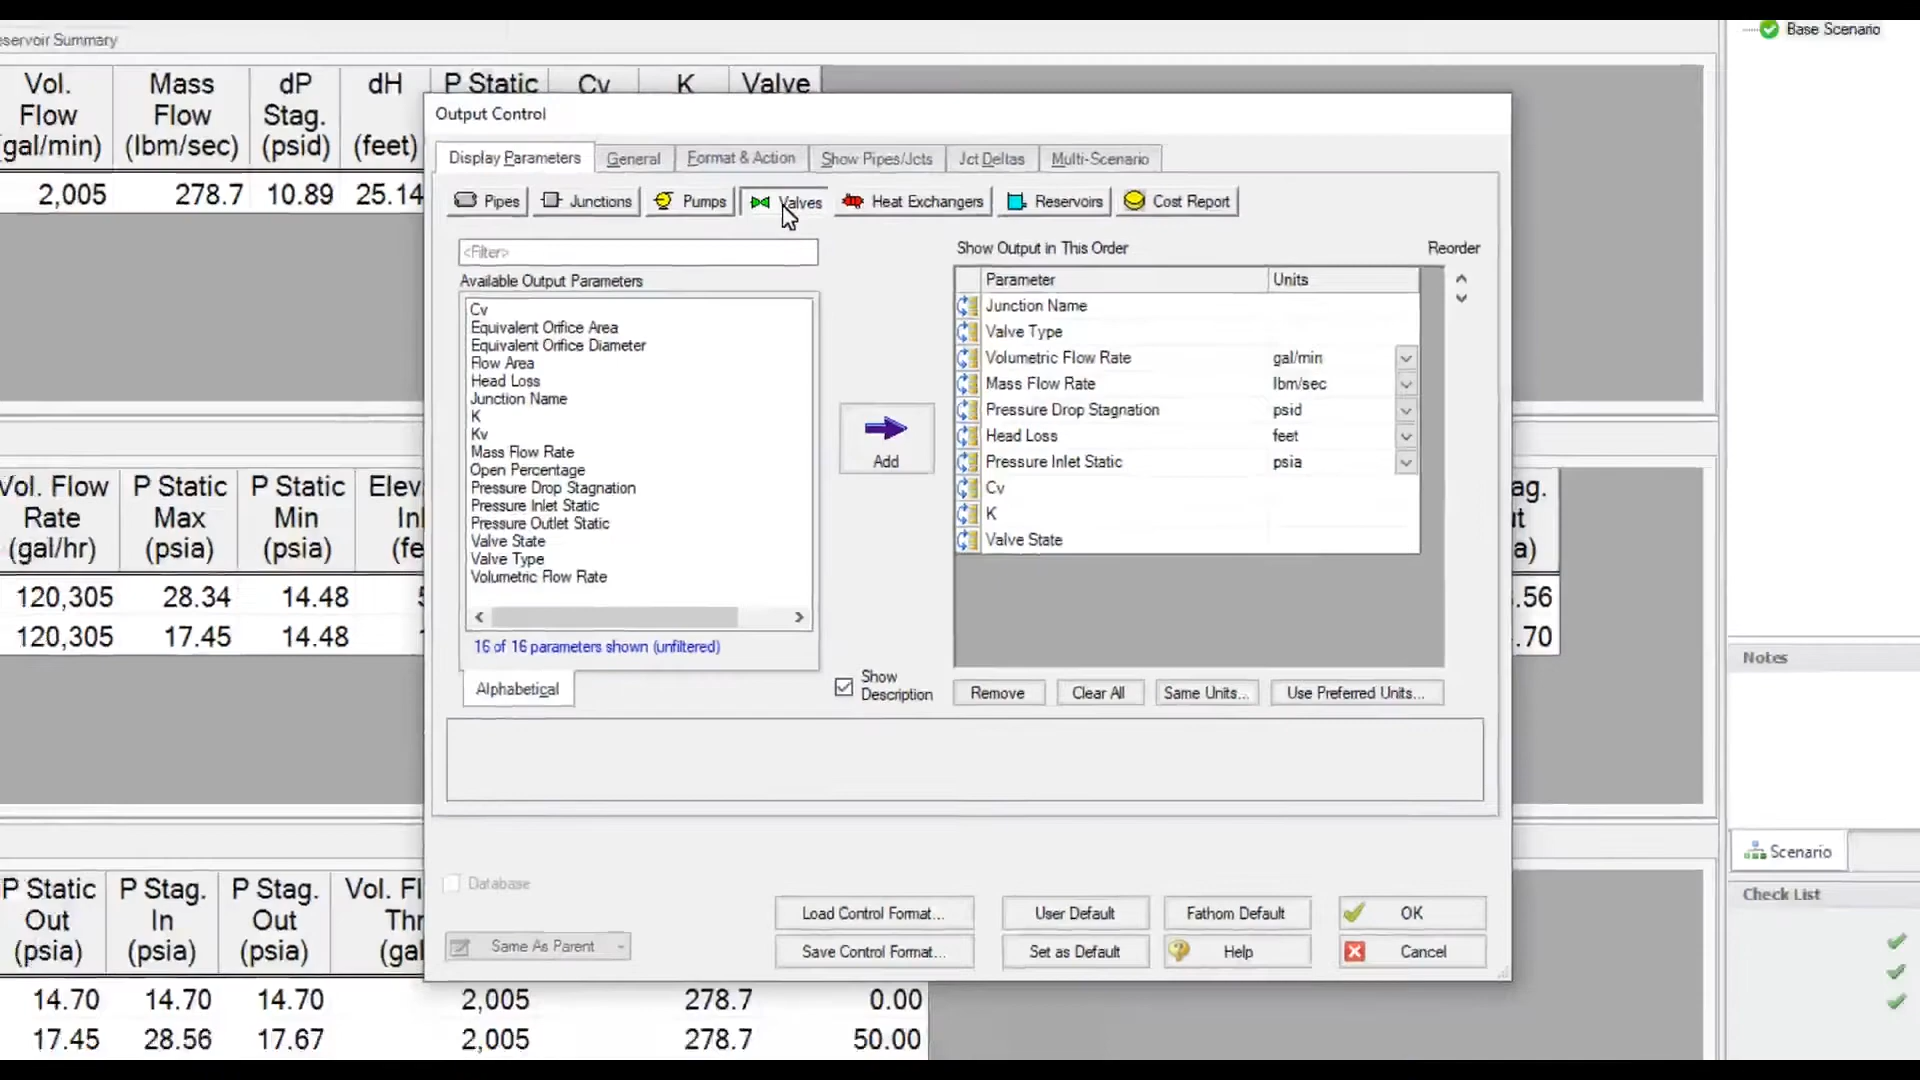 eservoir Summary
Base Scenario
Vol. Flow (gal/min)
Mass Flow (lbm/sec)
dP Stag. (psid)
dH (feet)
P Static
Cv
K
Valve
2,005 278.7 10.89 25.14
Output Control
Display Parameters General Format & Action Show Pipes/Jcts Jct Deltas Multi-Scenario
Pipes Junctions Pumps Valves Heat Exchangers Reservoirs Cost Report
<Filter>
Available Output Parameters
Cv
Equivalent Orifice Area
Equivalent Orifice Diameter
Flow Area
Head Loss
Junction Name
K
Kv
Mass Flow Rate
Open Percentage
Pressure Drop Stagnation
Pressure Inlet Static
Pressure Outlet Static
Valve State
Valve Type
Volumetric Flow Rate
16 of 16 parameters shown (unfiltered)
Alphabetical
Add
Show Description
Show Output in This Order
Reorder
Parameter Units
Junction Name
Valve Type
Volumetric Flow Rate gal/min
Mass Flow Rate lbm/sec
Pressure Drop Stagnation psid
Head Loss feet
Pressure Inlet Static psia
Cv
K
Valve State
Remove Clear All Same Units... Use Preferred Units...
Database
Same As Parent
Load Control Format... User Default Fathom Default OK
Save Control Format... Set as Default Help Cancel
Vol. Flow Rate (gal/hr)
P Static Max (psia)
P Static Min (psia)
Elev
In
(fe
ag.
t
a)
120,305 28.34 14.48 5
.56
120,305 17.45 14.48
.70
P Static Out (psia)
P Stag. In (psia)
P Stag. Out (psia)
Vol. Fl
Thr
(gal
14.70 14.70 14.70 2,005 278.7 0.00
17.45 28.56 17.67 2,005 278.7 50.00
Notes
Scenario
Check List